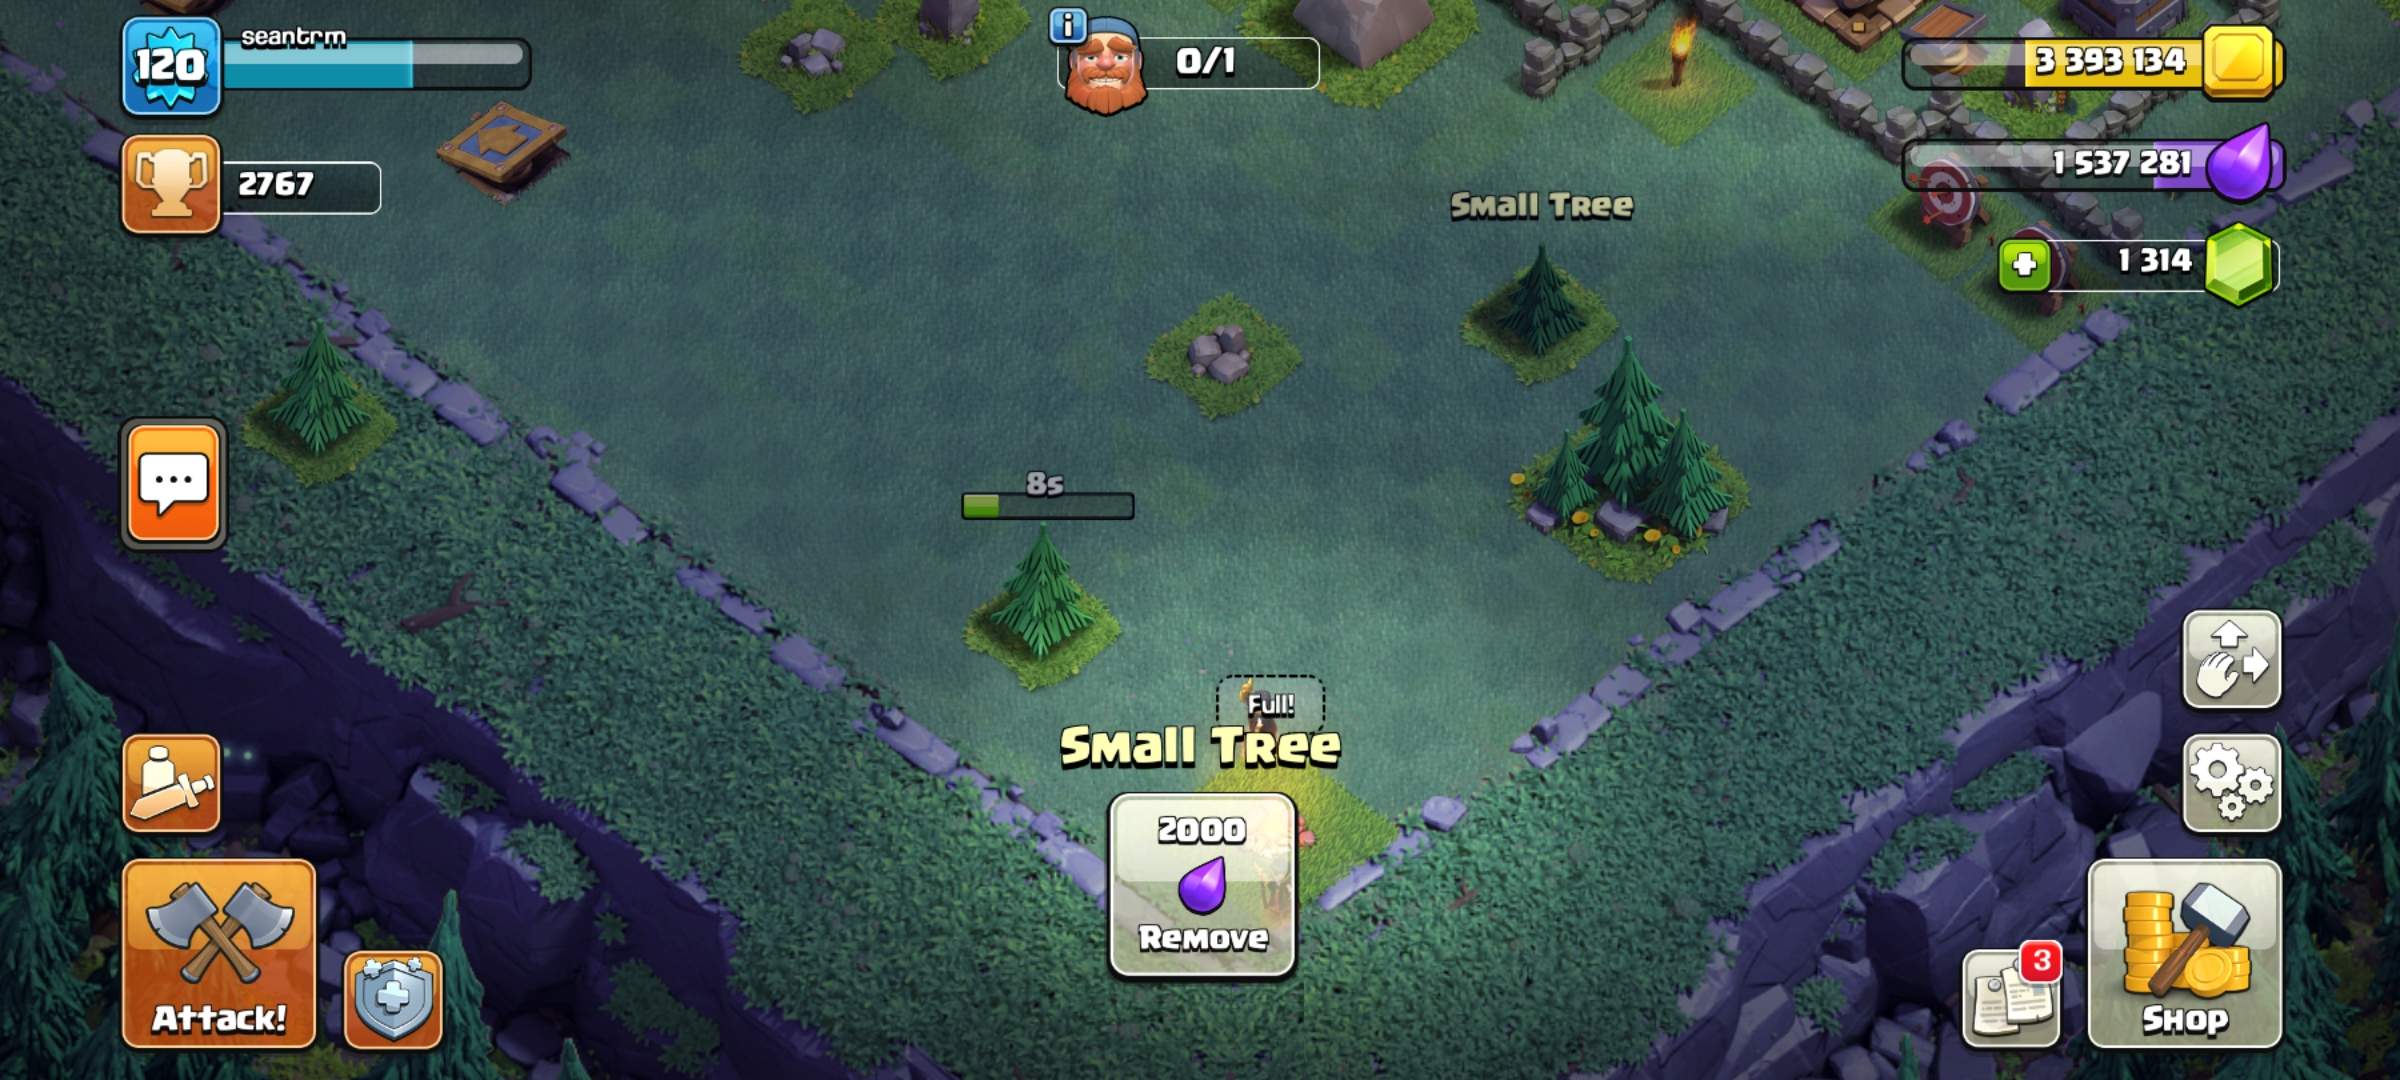 120
seantrm
0/1
3 393 134
2767
1 537 281
Small Tree
1 314
8s
Full!
Small Tree
2000
Remove
Attack!
3
Shop